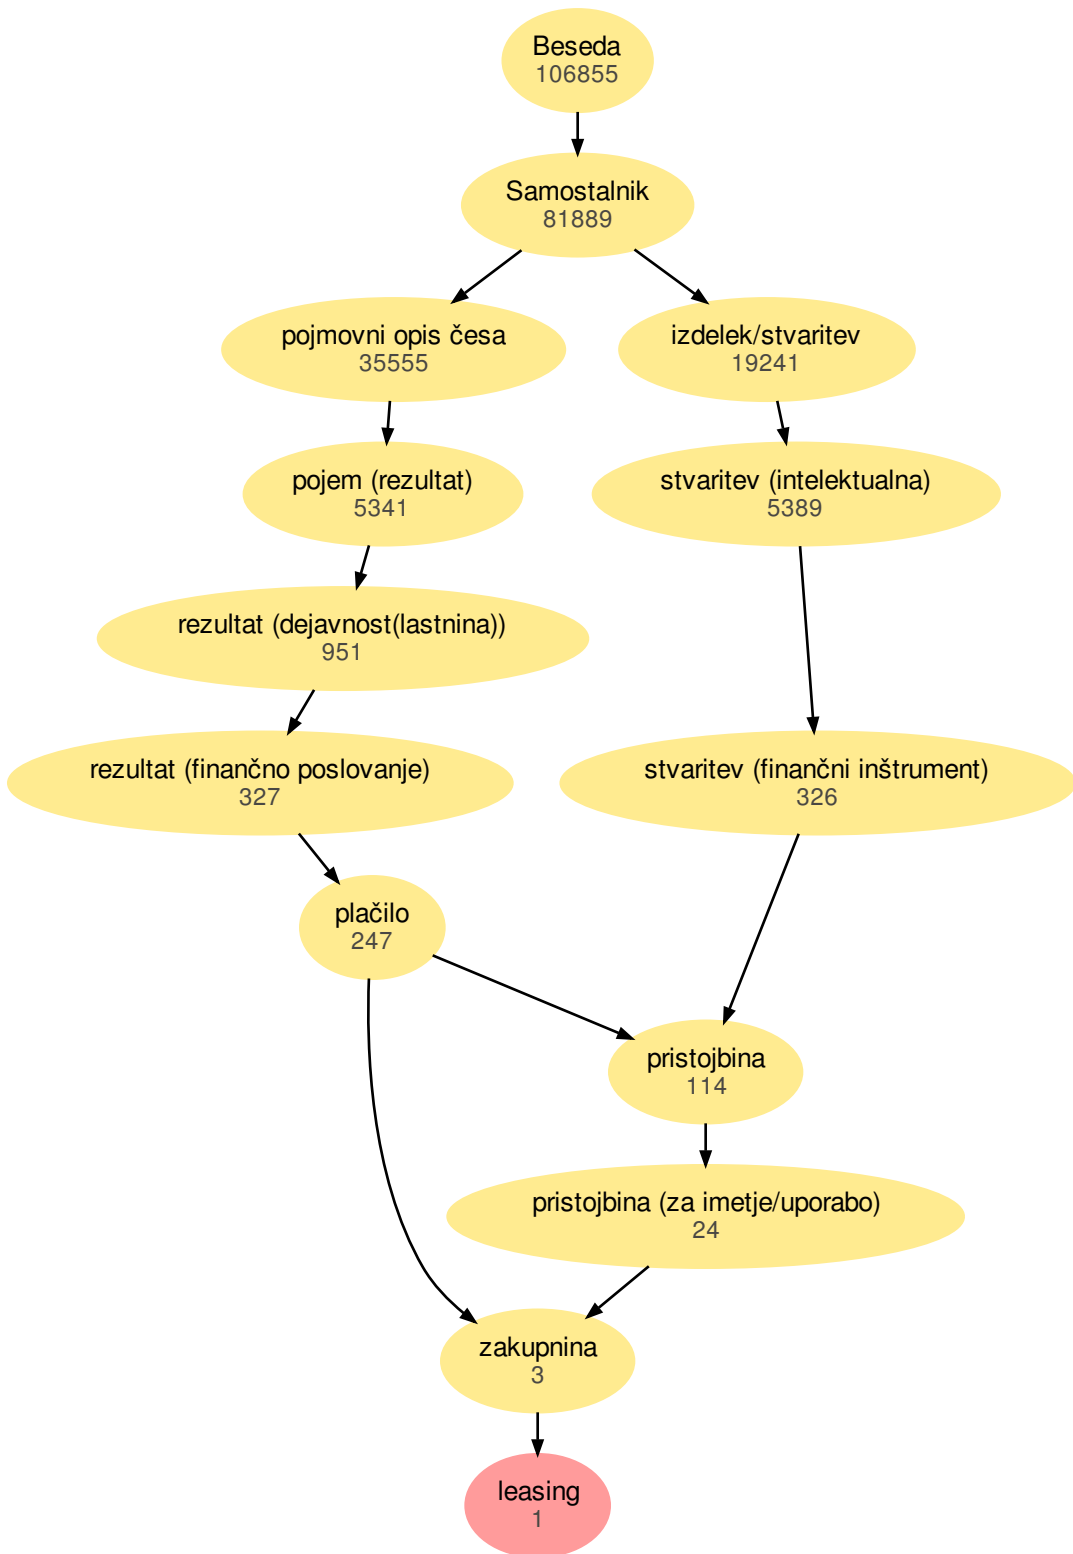 Beseda
106855
Samostalnik
81889
pojmovni opis česa
35555
izdelek/stvaritev
19241
pojem (rezultat)
5341
stvaritev (intelektualna)
5389
rezultat (dejavnost(lastnina))
951
rezultat (finančno poslovanje)
327
stvaritev (finančni inštrument)
326
plačilo
247
pristojbina
114
pristojbina (za imetje/uporabo)
24
zakupnina
3
leasing
1